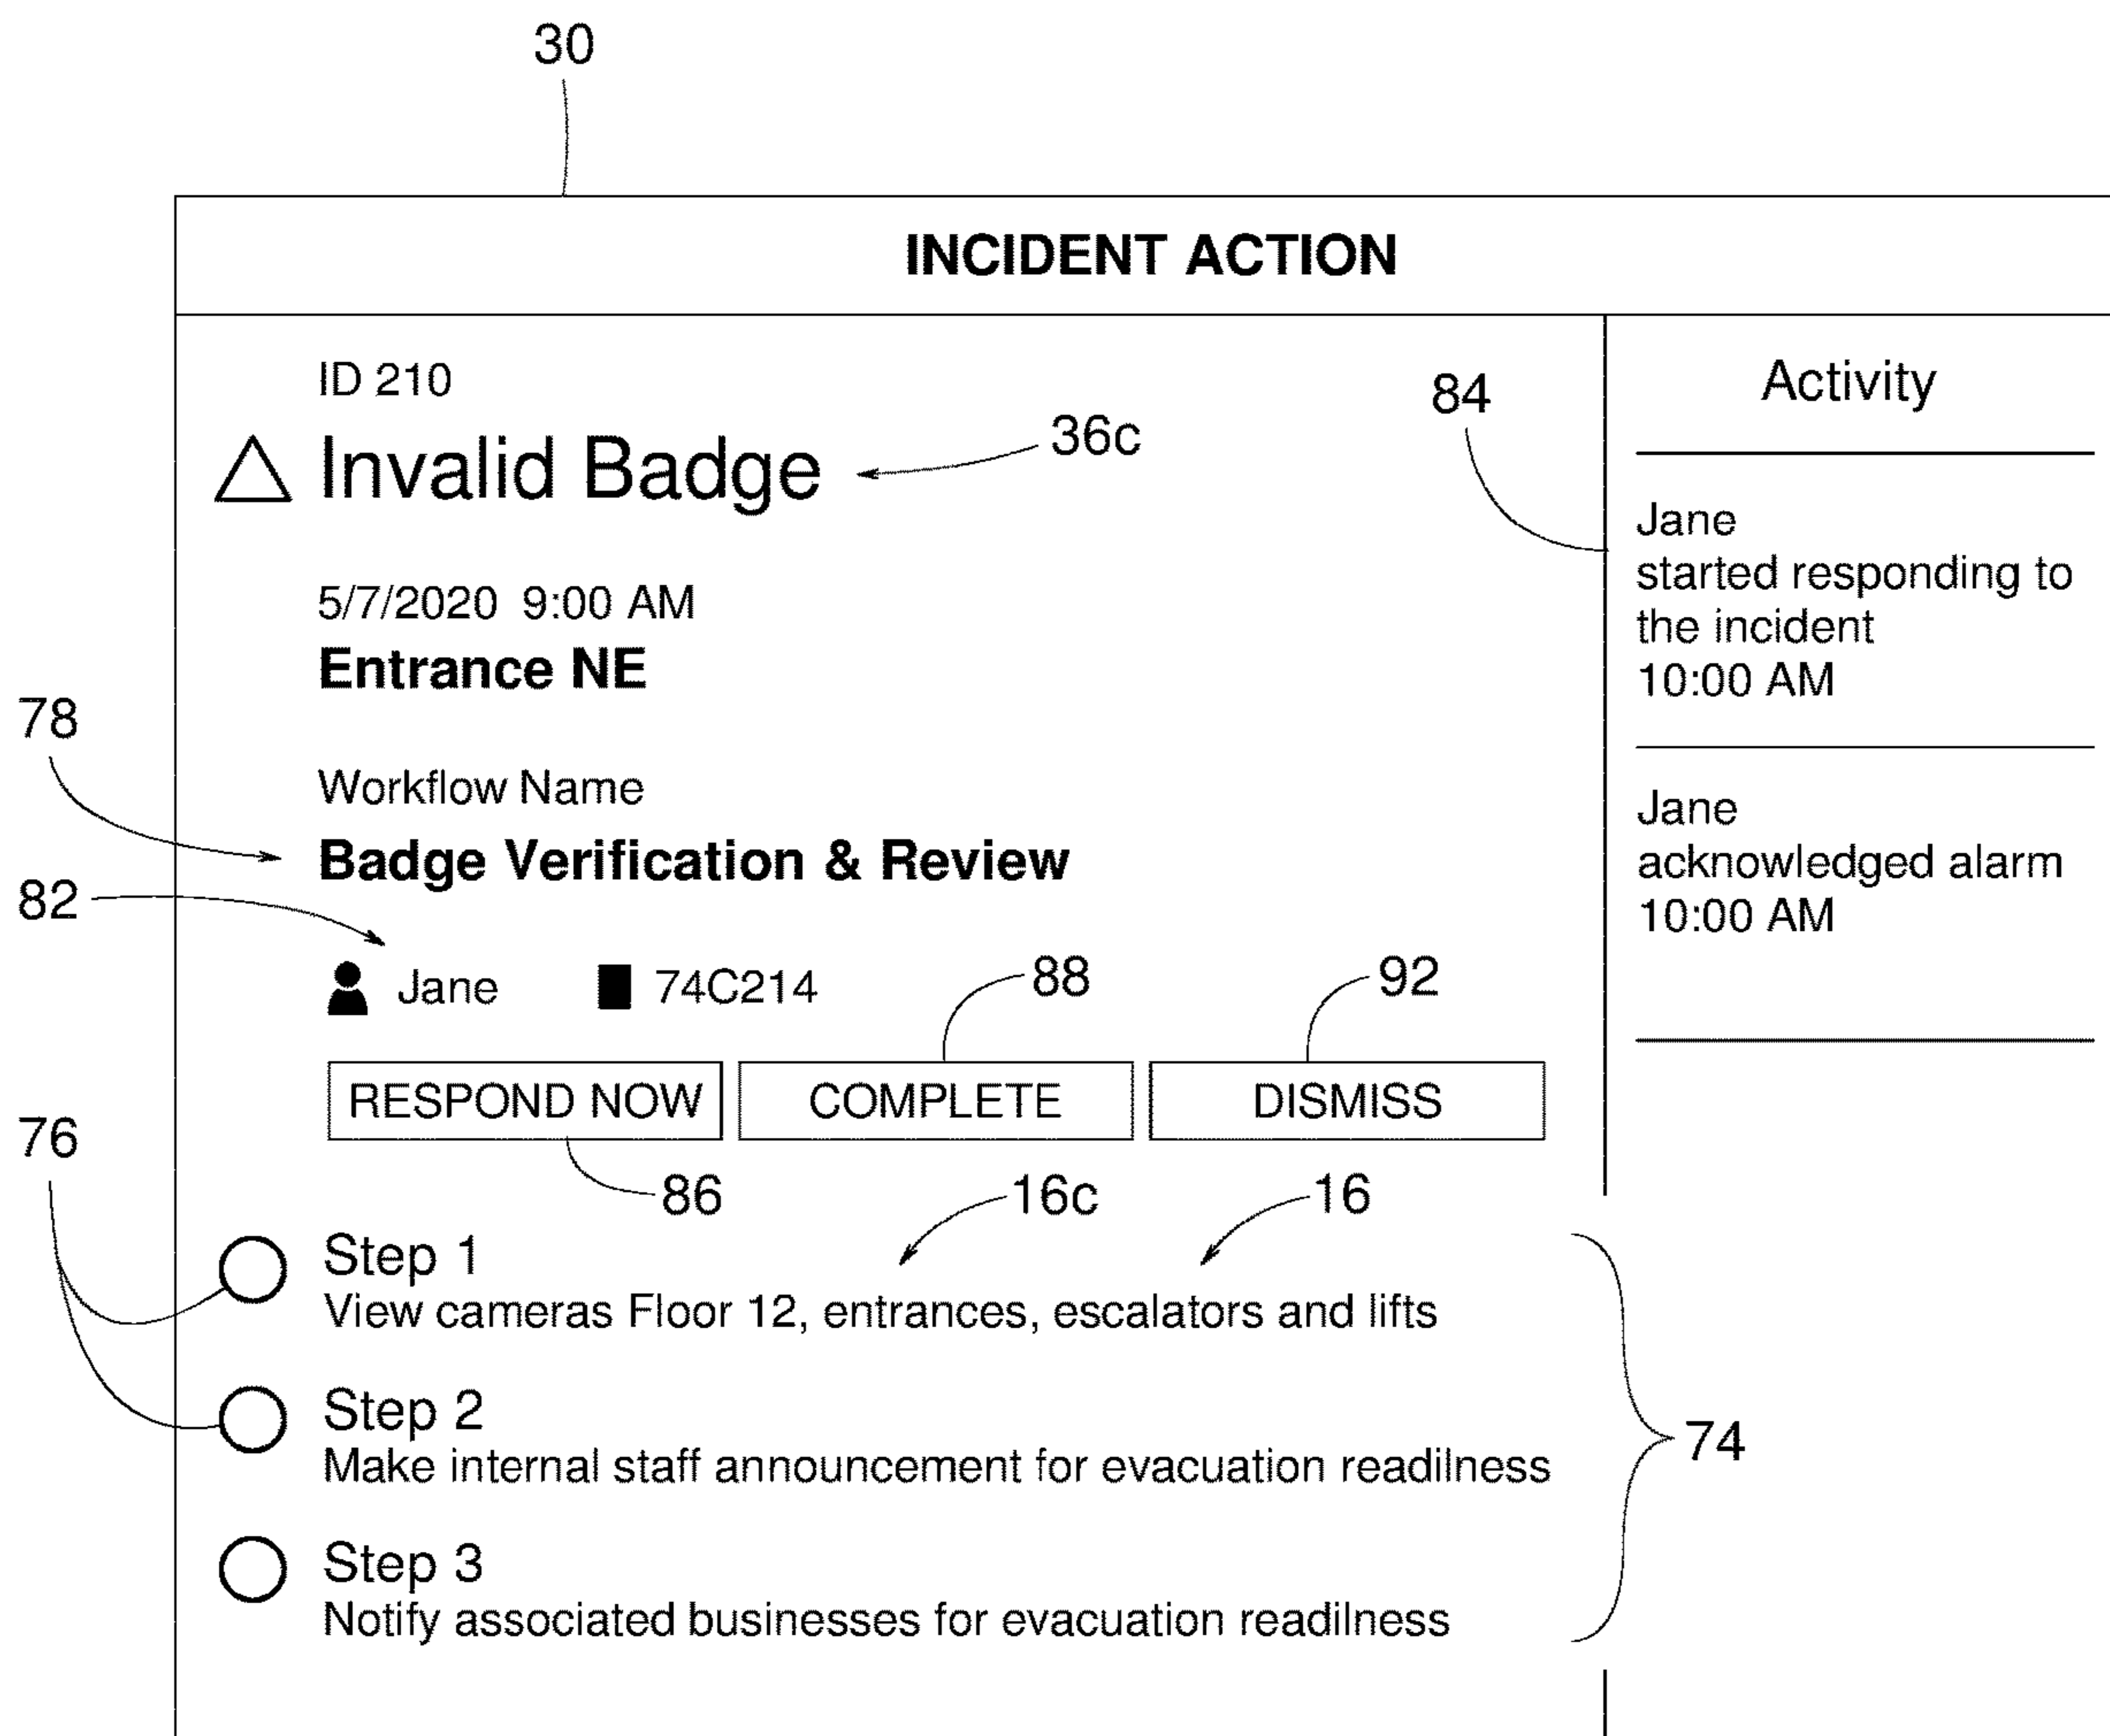 30
INCIDENT ACTION
ID 210
Invalid Badge
36c
5/7/2020 9:00 AM
Entrance NE
78
Workflow Name
Badge Verification & Review
82
Jane
74C214
88
92
RESPOND NOW
COMPLETE
DISMISS
86
16c
16
76
Step 1
View cameras Floor 12, entrances, escalators and lifts
Step 2
Make internal staff announcement for evacuation readilness
Step 3
Notify associated businesses for evacuation readilness
74
84
Activity
Jane
started responding to
the incident
10:00 AM
Jane
acknowledged alarm
10:00 AM